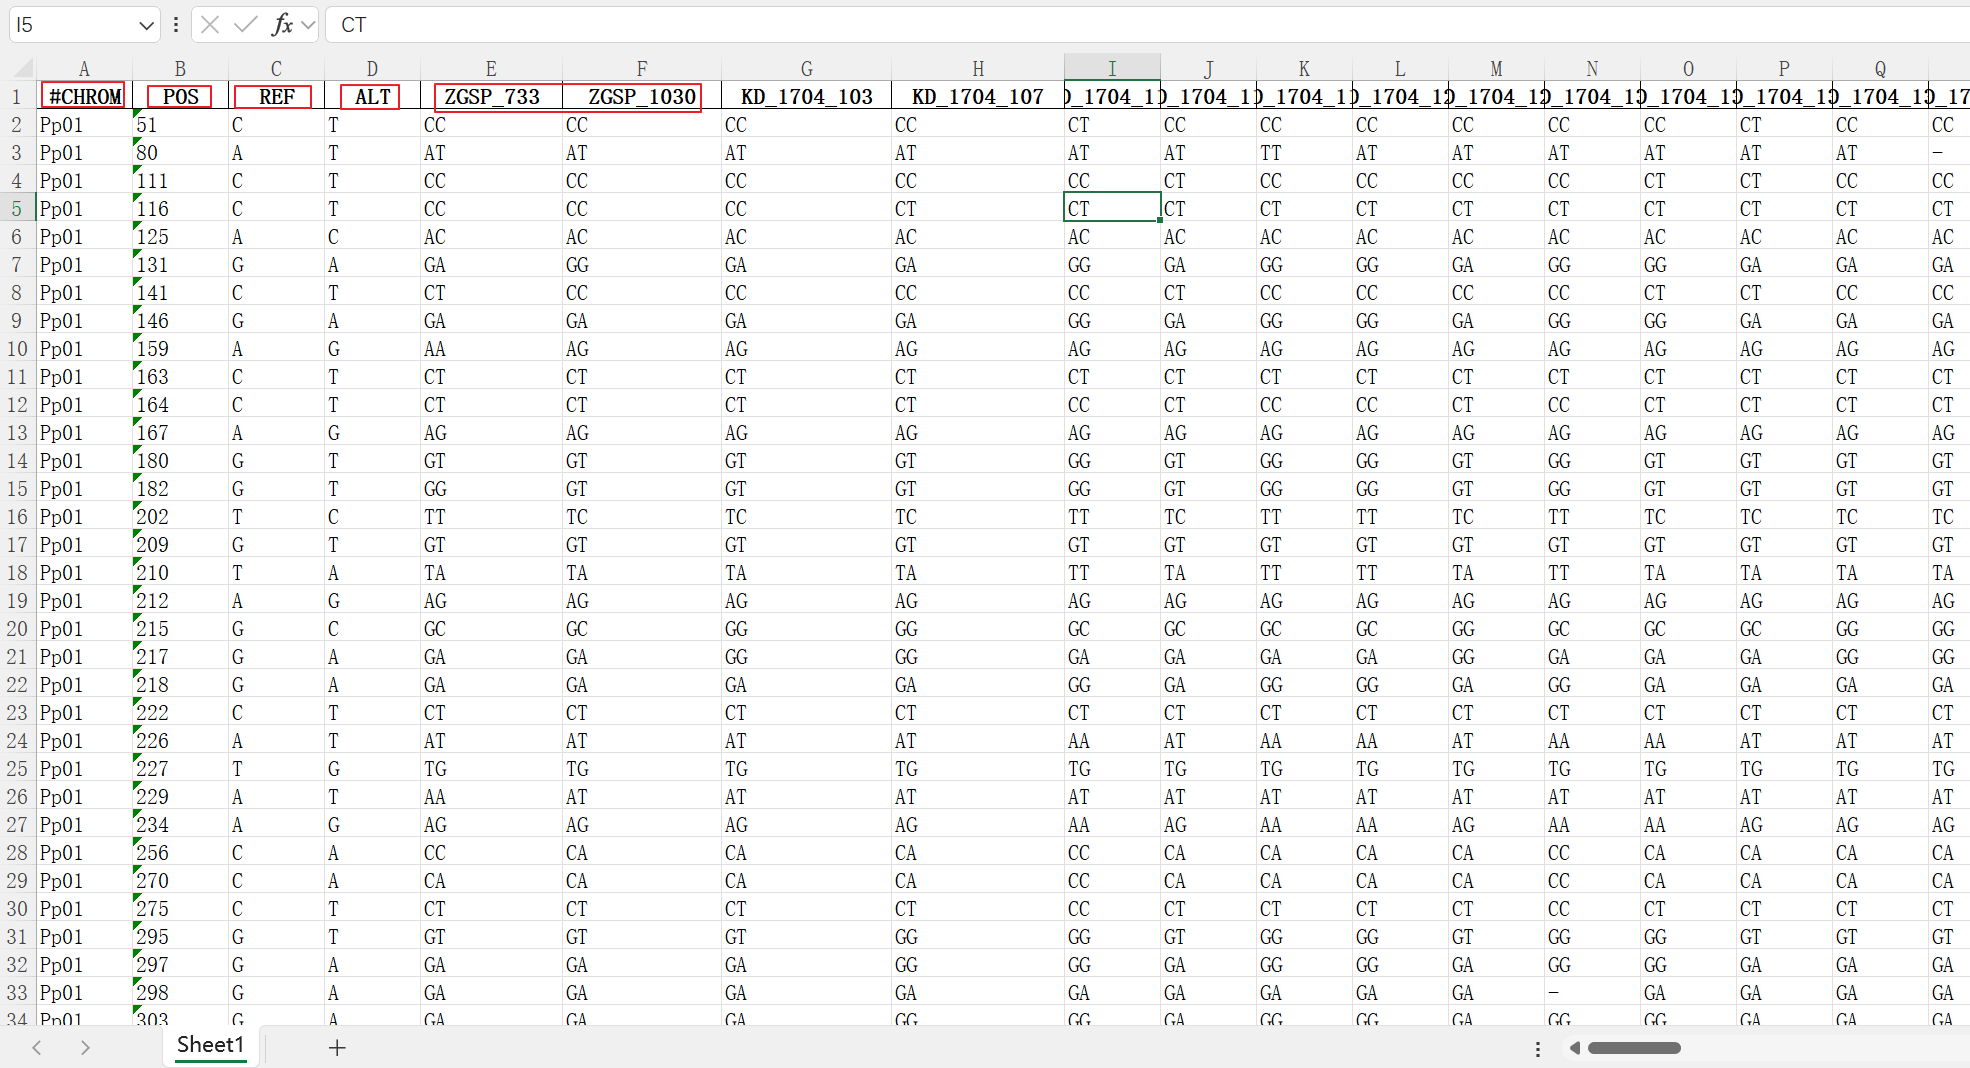 I5 fx CT
A B C D E F G H I J K L M N O P Q
1 #CHROM POS REF ALT ZGSP_733 ZGSP_1030 KD_1704_103 KD_1704_107 _1704_1 _1704_1 _1704_1 _1704_1 _1704_1 _1704_1 _1704_1 _1704_1 _1704_1 _17
2 Pp01 51 C T CC CC CC CC CT CC CC CC CC CC CC CT CC CC
3 Pp01 80 A T AT AT AT AT AT AT TT AT AT AT AT AT AT -
4 Pp01 111 C T CC CC CC CC CC CT CC CC CC CC CT CT CC CC
5 Pp01 116 C T CC CC CC CT CT CT CT CT CT CT CT CT CT CT
6 Pp01 125 A C AC AC AC AC AC AC AC AC AC AC AC AC AC AC
7 Pp01 131 G A GA GG GA GA GG GA GG GG GA GG GG GA GA GA
8 Pp01 141 C T CT CC CC CC CC CT CC CC CC CC CT CT CC CC
9 Pp01 146 G A GA GA GA GA GG GA GG GG GA GG GG GA GA GA
10 Pp01 159 A G AA AG AG AG AG AG AG AG AG AG AG AG AG AG
11 Pp01 163 C T CT CT CT CT CT CT CT CT CT CT CT CT CT CT
12 Pp01 164 C T CT CT CT CT CC CT CC CC CT CC CT CT CT CT
13 Pp01 167 A G AG AG AG AG AG AG AG AG AG AG AG AG AG AG
14 Pp01 180 G T GT GT GT GT GG GT GG GG GT GG GT GT GT GT
15 Pp01 182 G T GG GT GT GT GG GT GG GG GT GG GT GT GT GT
16 Pp01 202 T C TT TC TC TC TT TC TT TT TC TT TC TC TC TC
17 Pp01 209 G T GT GT GT GT GT GT GT GT GT GT GT GT GT GT
18 Pp01 210 T A TA TA TA TA TT TA TT TT TA TT TA TA TA TA
19 Pp01 212 A G AG AG AG AG AG AG AG AG AG AG AG AG AG AG
20 Pp01 215 G C GC GC GG GG GC GC GC GC GG GC GC GC GG GG
21 Pp01 217 G A GA GA GG GG GA GA GA GA GG GA GA GA GG GG
22 Pp01 218 G A GA GA GA GA GG GA GG GG GA GG GA GA GA GA
23 Pp01 222 C T CT CT CT CT CT CT CT CT CT CT CT CT CT CT
24 Pp01 226 A T AT AT AT AT AA AT AA AA AT AA AA AT AT AT
25 Pp01 227 T G TG TG TG TG TG TG TG TG TG TG TG TG TG TG
26 Pp01 229 A T AA AT AT AT AT AT AT AT AT AT AT AT AT AT
27 Pp01 234 A G AG AG AG AG AA AG AA AA AG AA AA AG AG AG
28 Pp01 256 C A CC CA CA CA CC CA CA CA CA CC CA CA CA CA
29 Pp01 270 C A CA CA CA CA CC CA CA CA CA CC CA CA CA CA
30 Pp01 275 C T CT CT CT CT CC CT CT CT CT CC CT CT CT CT
31 Pp01 295 G T GT GT GT GG GG GT GG GG GT GG GG GT GT GT
32 Pp01 297 G A GA GA GA GG GG GA GG GG GA GG GG GA GA GA
33 Pp01 298 G A GA GA GA GA GA GA GA GA GA - GA GA GA GA
34 Pp01 303 G A GA GA GA GG GG GA GG GG GA GG GG GA GA GA
Sheet1